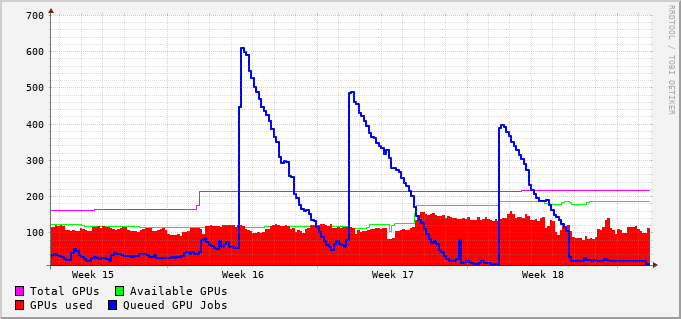 700
600
500
400
300
200
100
Week 15 Week 16 Week 17 Week 18
Total GPUs Available GPUs
GPUs used Queued GPU Jobs
RRDTOOL / TOBI OETIKER